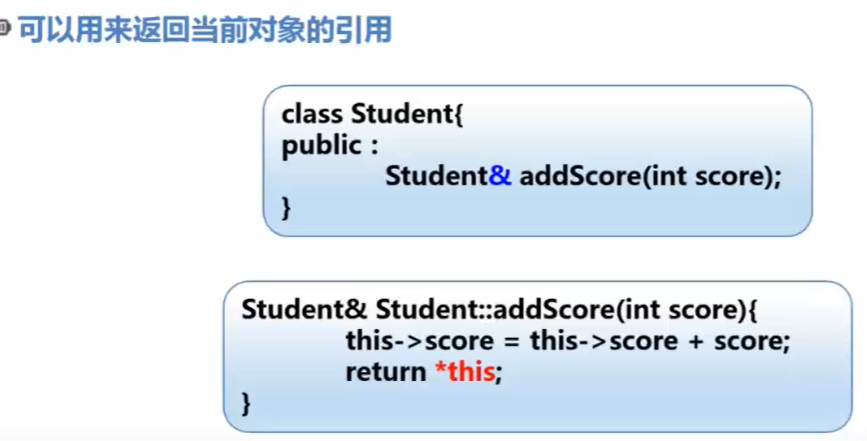 可以用来返回当前对象的引用
class Student{
public :
Student& addScore(int score);
}
Student& Student::addScore(int score){
this->score = this->score + score;
return *this;
}